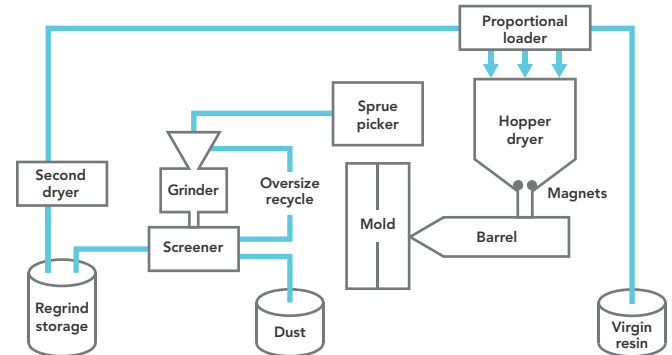 Proportional
loader
Sprue
picker
Hopper
dryer
Second
dryer
Grinder
Oversize
recycle
Magnets
Mold
Screener
Barrel
Regrind
storage
Dust
Virgin
resin